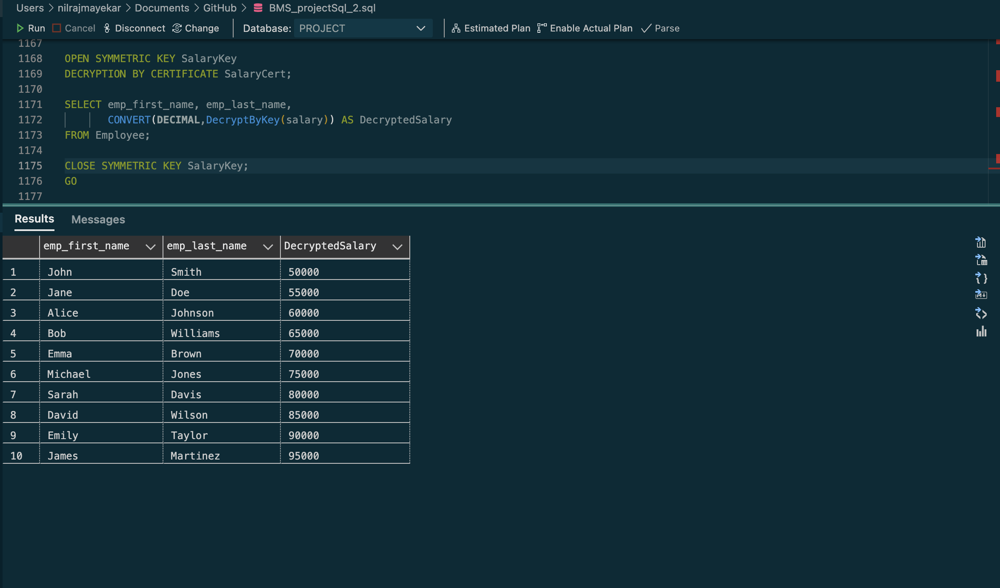 Users > nilrajmayekar > Documents > GitHub > BMS_projectSql_2.sql
Run Cancel Disconnect Change Database: PROJECT Estimated Plan Enable Actual Plan Parse
1167
1168 OPEN SYMMETRIC KEY SalaryKey
1169 DECRYPTION BY CERTIFICATE SalaryCert;
1170
1171 SELECT emp_first_name, emp_last_name,
1172 CONVERT(DECIMAL,DecryptByKey(salary)) AS DecryptedSalary
1173 FROM Employee;
1174
1175 CLOSE SYMMETRIC KEY SalaryKey;
1176 GO
1177
Results Messages
emp_first_name emp_last_name DecryptedSalary
1 John Smith 50000
2 Jane Doe 55000
3 Alice Johnson 60000
4 Bob Williams 65000
5 Emma Brown 70000
6 Michael Jones 75000
7 Sarah Davis 80000
8 David Wilson 85000
9 Emily Taylor 90000
10 James Martinez 95000